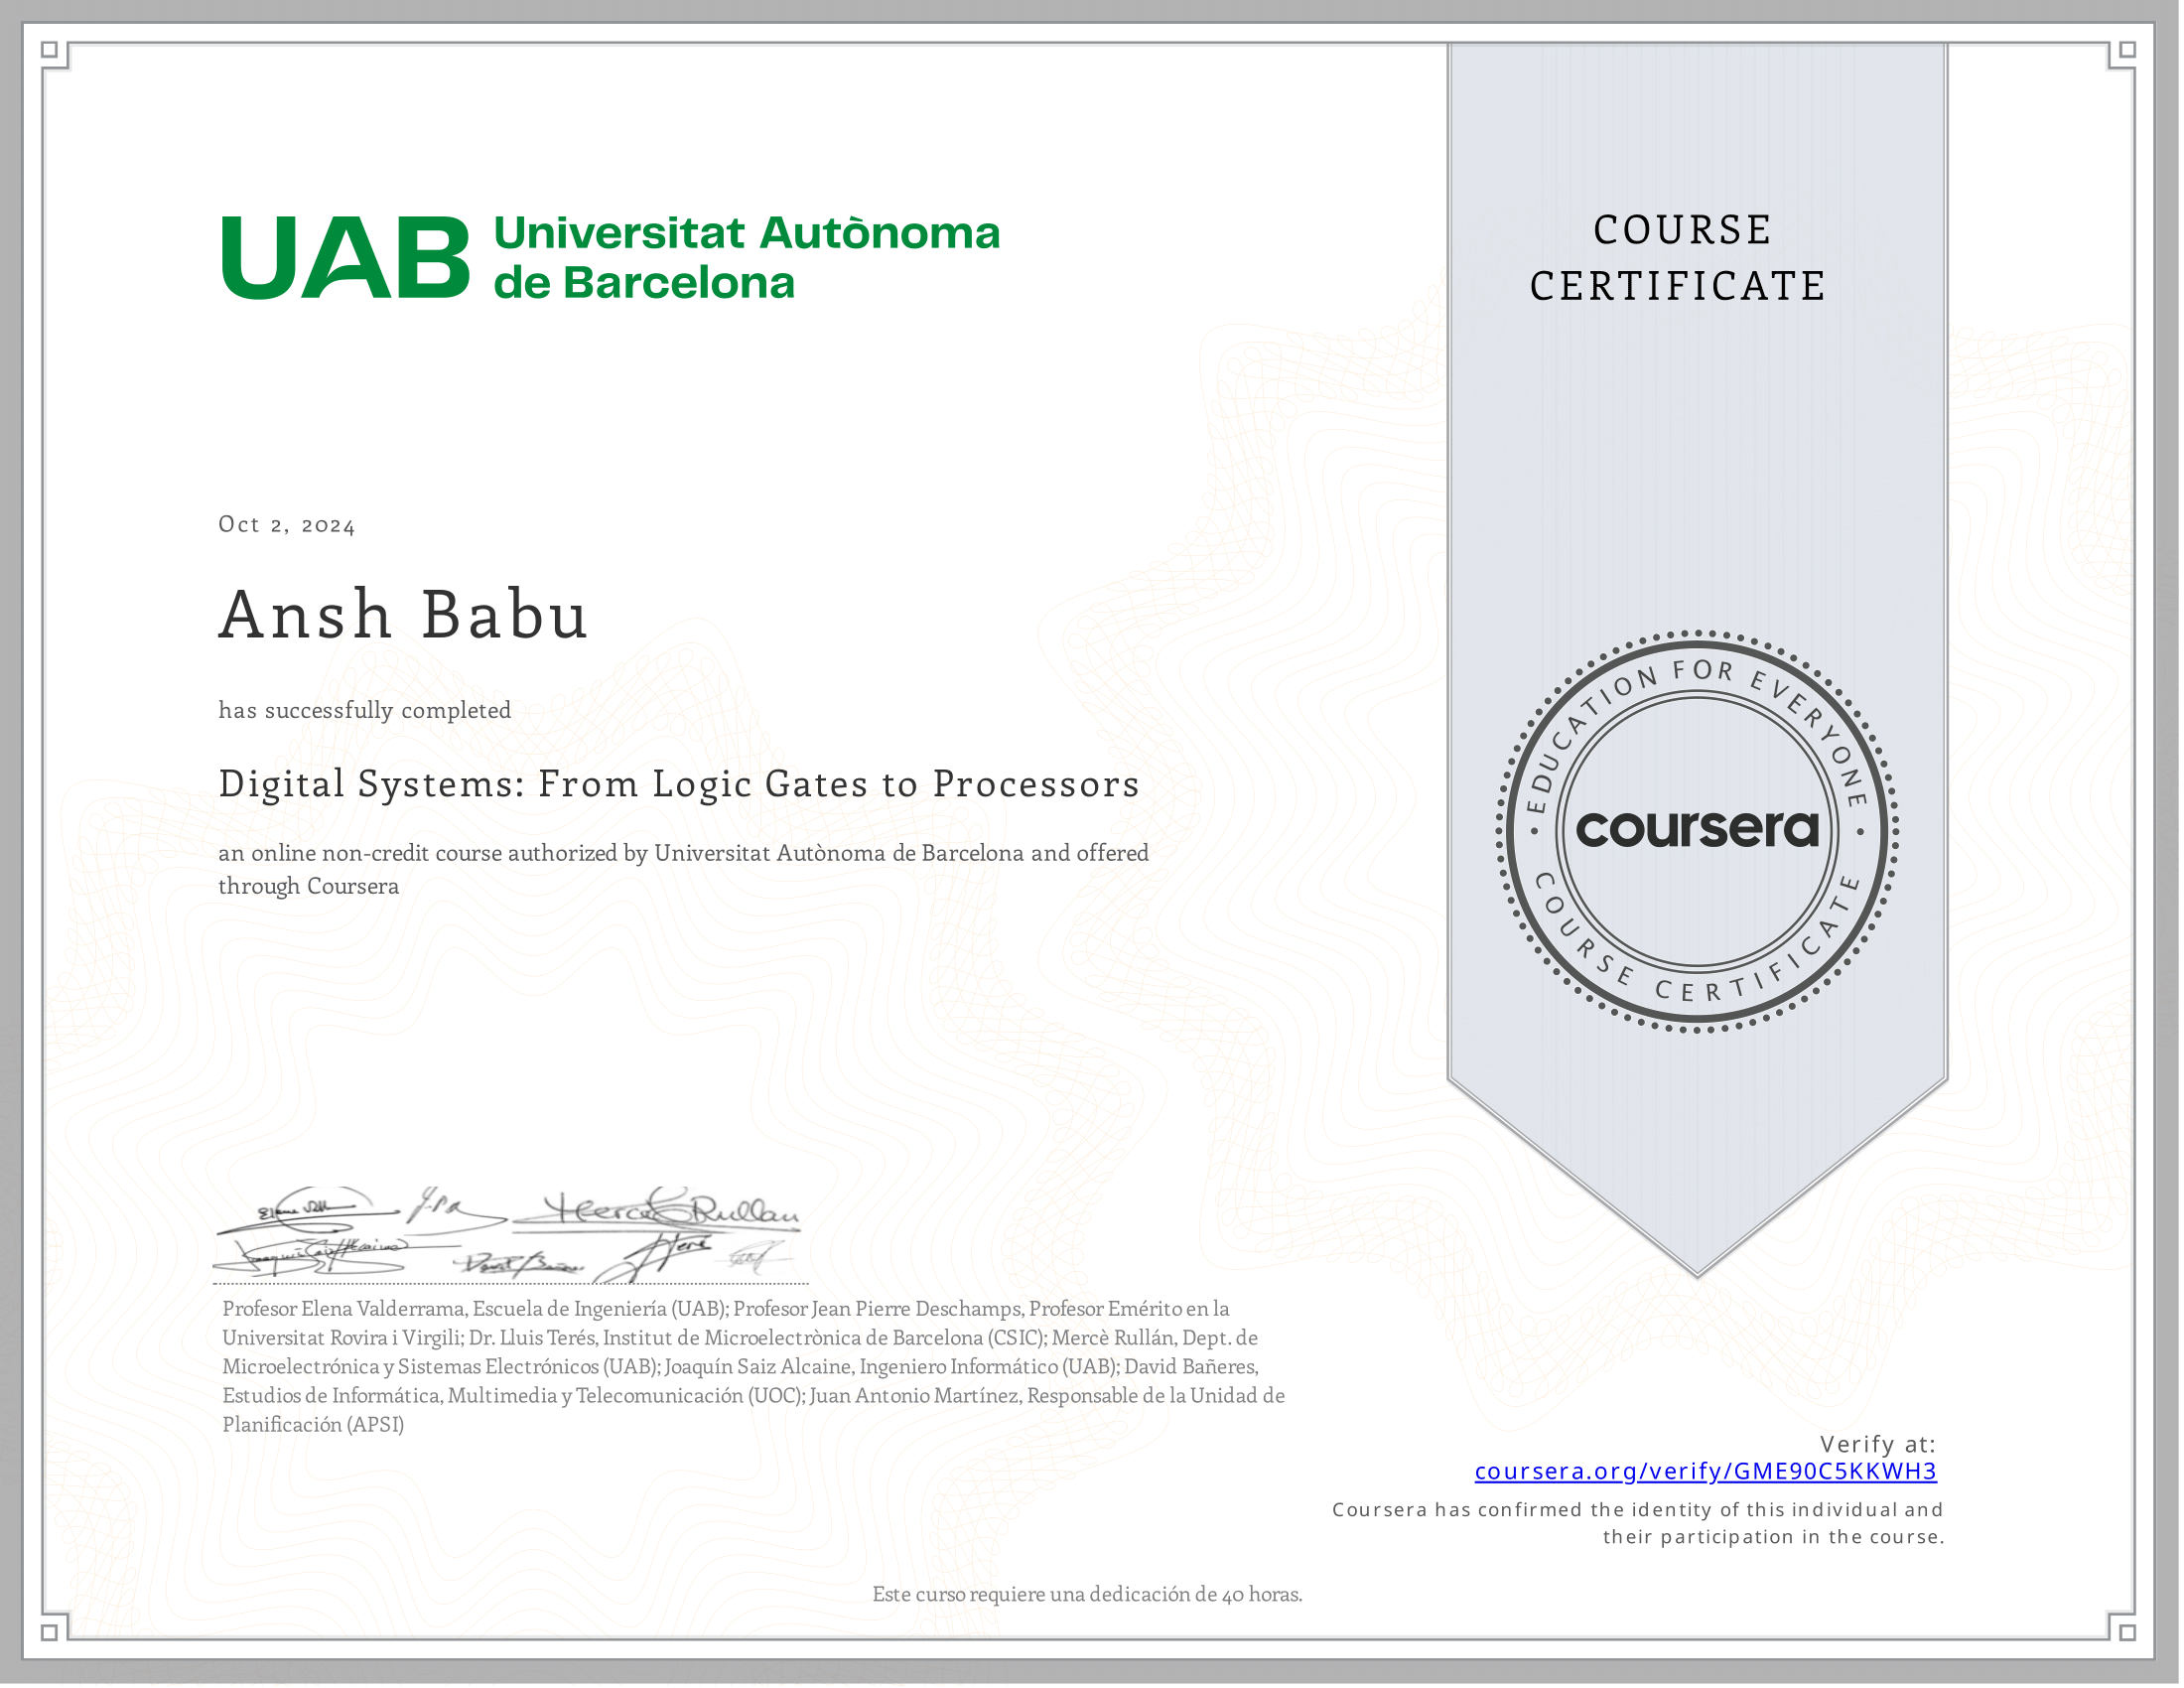 UAB Universitat Autònoma
de Barcelona
COURSE
CERTIFICATE
Oct 2, 2024
Ansh Babu
has successfully completed
Digital Systems: From Logic Gates to Processors
an online non-credit course authorized by Universitat Autònoma de Barcelona and offered
through Coursera
EDUCATION FOR EVERYONE
coursera
COURSE CERTIFICATE
Mercè Rullan
Profesor Elena Valderrama, Escuela de Ingeniería (UAB); Profesor Jean Pierre Deschamps, Profesor Emérito en la
Universitat Rovira i Virgili; Dr. Lluis Terés, Institut de Microelectrònica de Barcelona (CSIC); Mercè Rullán, Dept. de
Microelectrónica y Sistemas Electrónicos (UAB); Joaquín Saiz Alcaine, Ingeniero Informático (UAB); David Bañeres,
Estudios de Informática, Multimedia y Telecomunicación (UOC); Juan Antonio Martínez, Responsable de la Unidad de
Planificación (APSI)
Verify at:
coursera.org/verify/GME90C5KKWH3
Coursera has confirmed the identity of this individual and
their participation in the course.
Este curso requiere una dedicación de 40 horas.